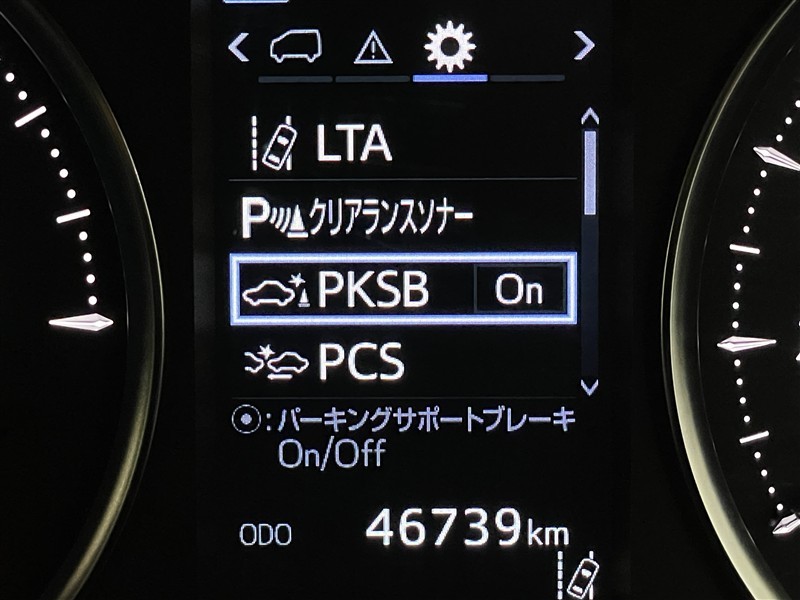 LTA
Pクリアランスソナー
PKSB On
PCS
:パーキングサポートブレーキ
On/Off
ODO 46739km